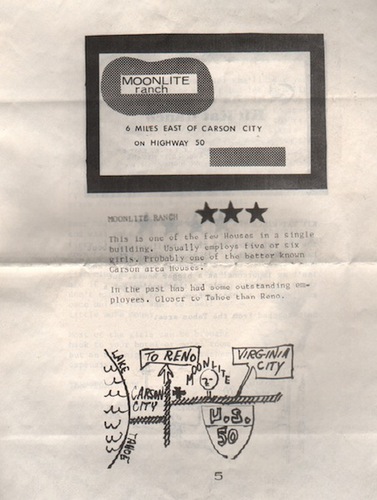 MOONLITE
ranch
6 MILES EAST OF CARSON CITY
ON HIGHWAY 50
MOONLITE RANCH ★★★
This is one of the few Houses in a single
building. Usually employs five or six
girls. Probably one of the better known
Carson area Houses.
In the past has had some outstanding em-
ployees. Closer to Tahoe than Reno.
LAKE
TAHOE
TO RENO
CARSON
CITY
MOONLITE
VIRGINIA
CITY
U.S.
50
5